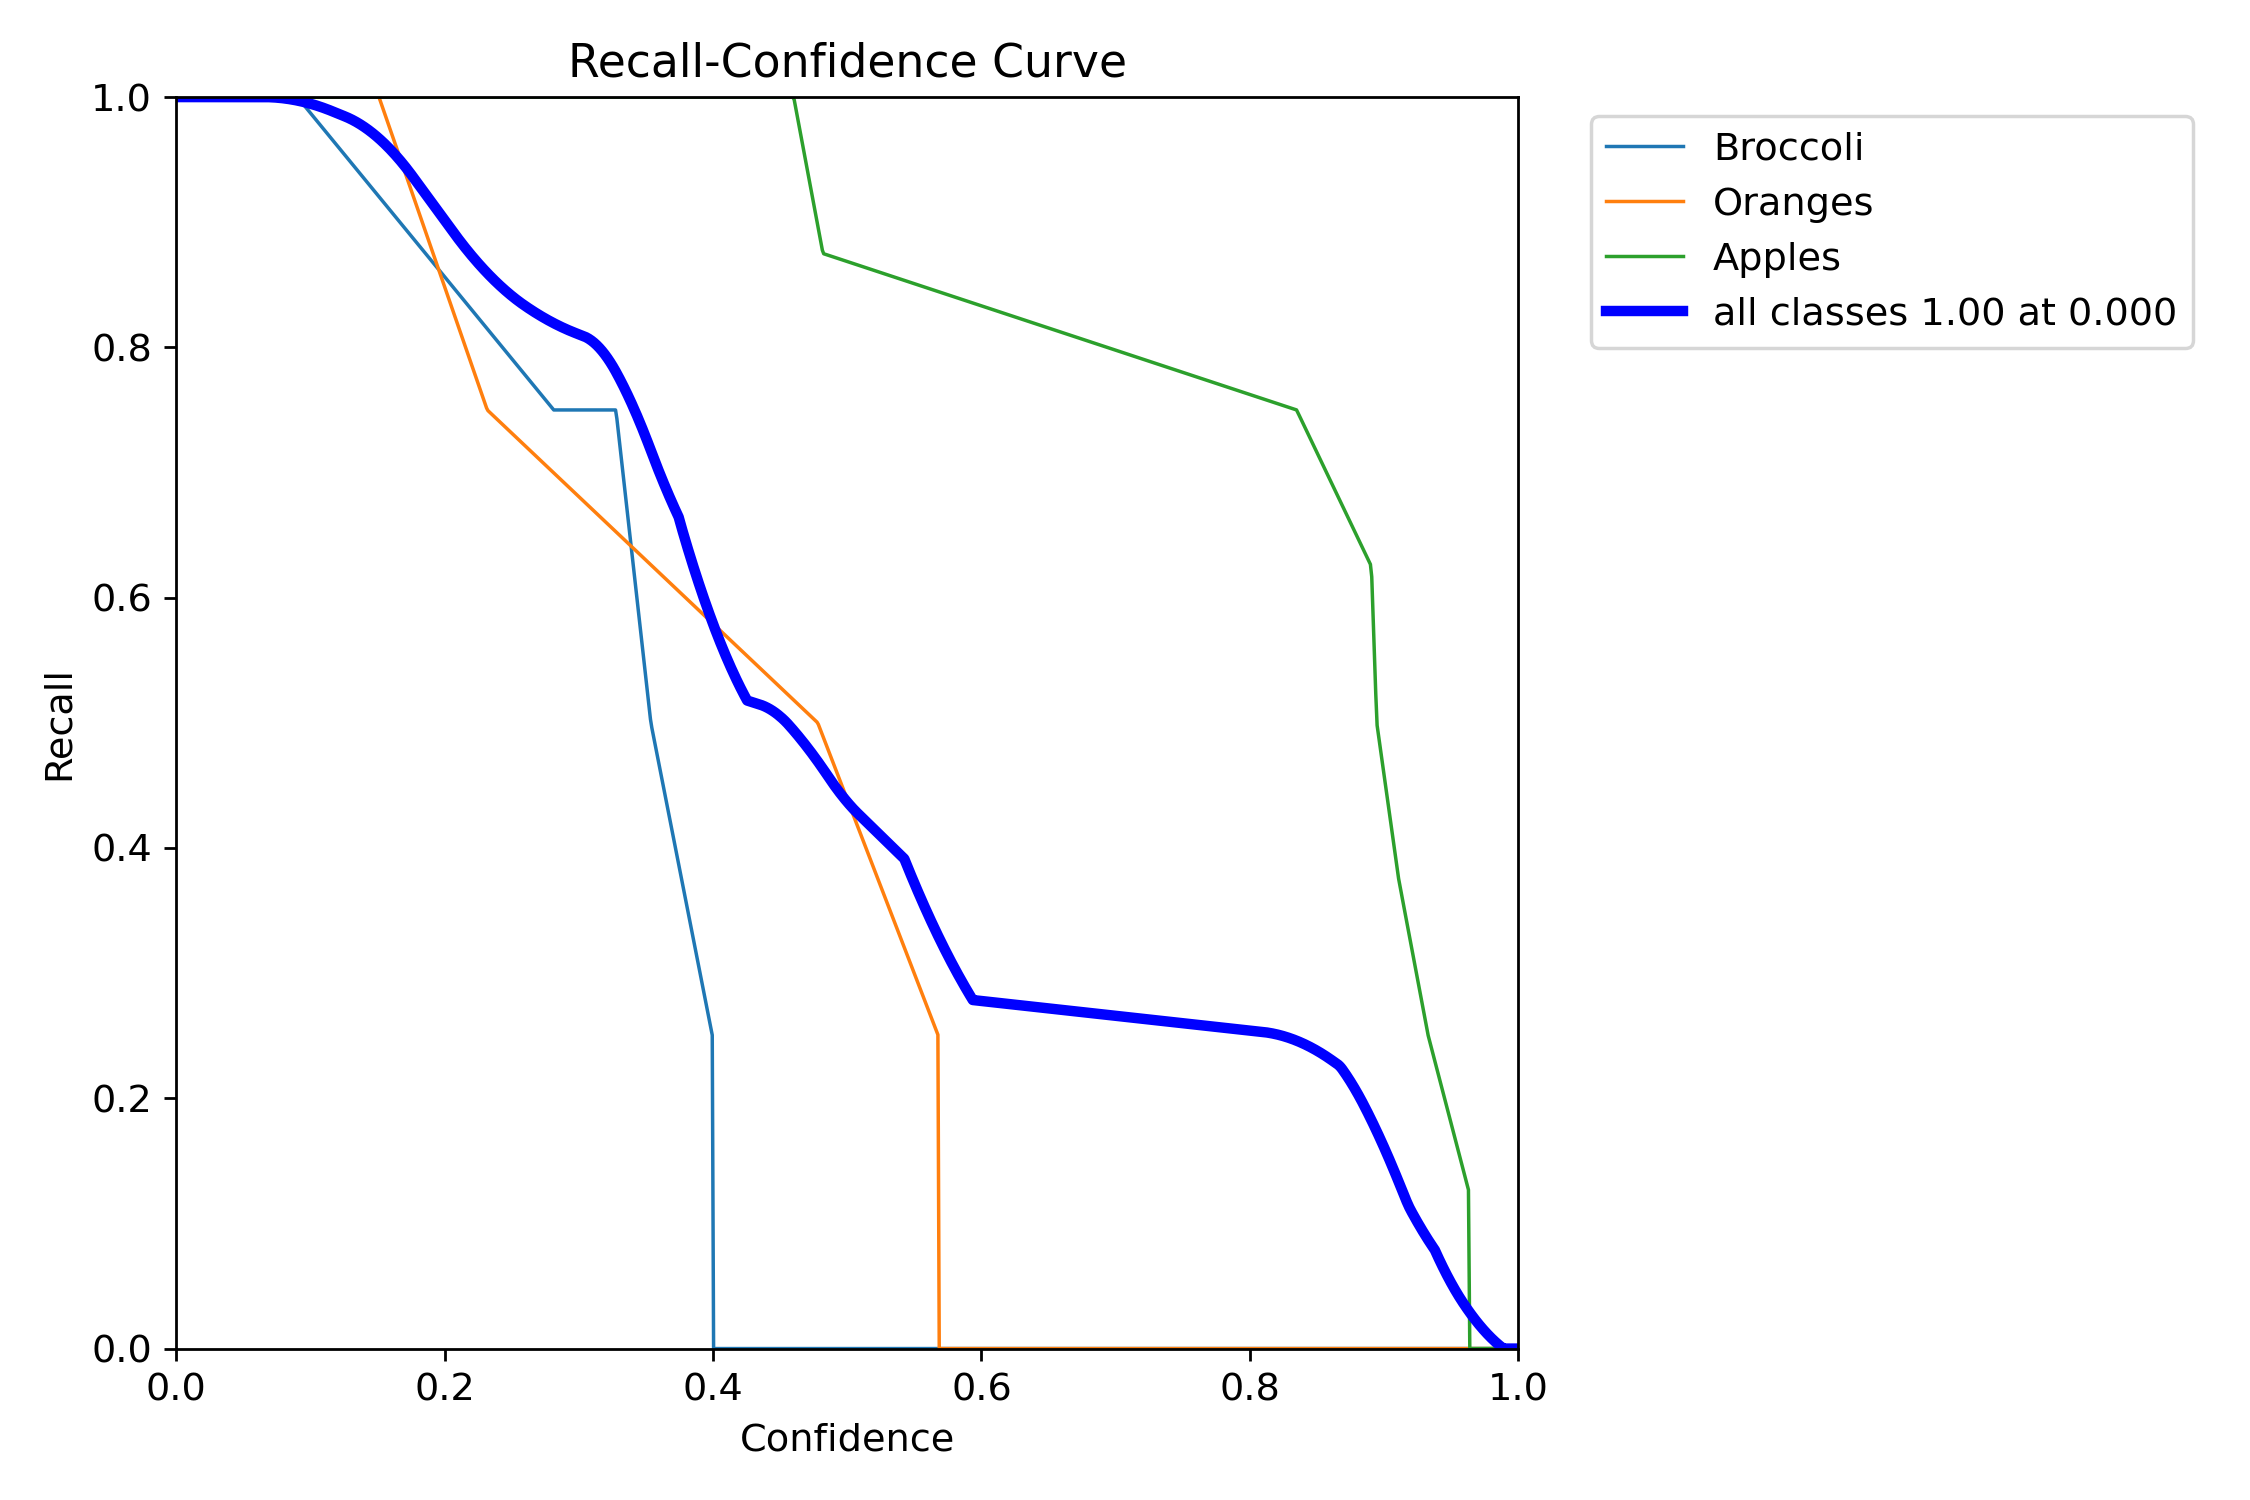 Recall-Confidence Curve
1.0
0.8
0.6
0.4
0.2
0.0
Recall
0.0 0.2 0.4 0.6 0.8 1.0
Confidence
Broccoli
Oranges
Apples
all classes 1.00 at 0.000